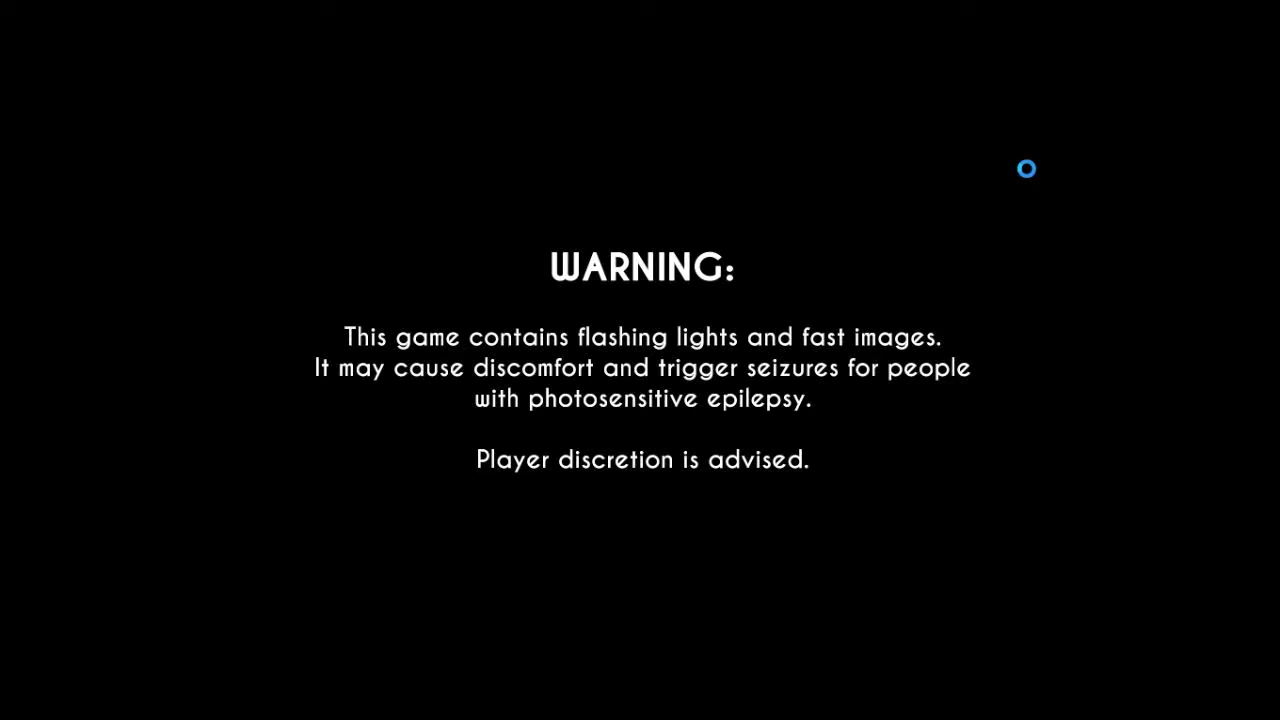 WARNING:
This game contains flashing lights and fast images.
It may cause discomfort and trigger seizures for people
with photosensitive epilepsy.
Player discretion is advised.